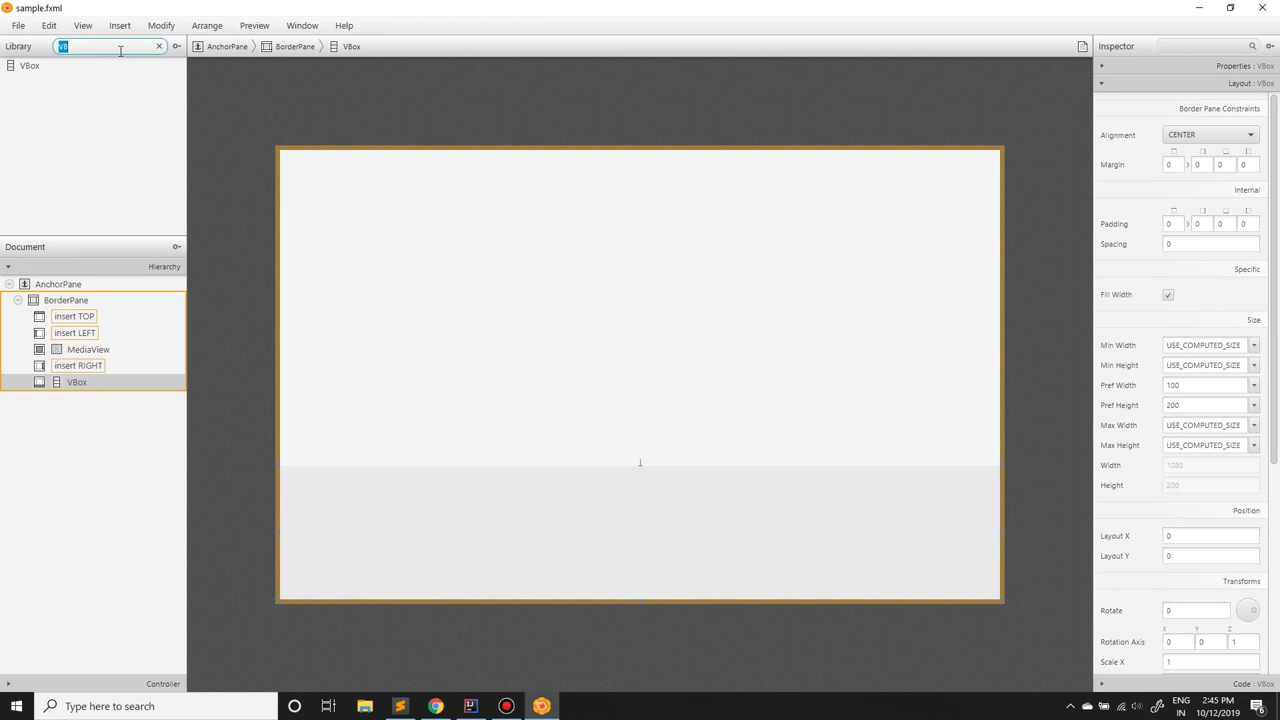 sample.fxml
File Edit View Insert Modify Arrange Preview Window Help
Library VB
AnchorPane BorderPane VBox
Inspector
VBox
Properties : VBox
Layout : VBox
Border Pane Constraints
Alignment CENTER
Margin 0 0 0 0
Internal
Padding 0 0 0 0
Spacing 0
Specific
Fill Width
Size
Min Width USE_COMPUTED_SIZE
Min Height USE_COMPUTED_SIZE
Pref Width 100
Pref Height 200
Max Width USE_COMPUTED_SIZE
Max Height USE_COMPUTED_SIZE
Width 1080
Height 200
Position
Layout X 0
Layout Y 0
Transforms
Rotate 0
X Y Z
Rotation Axis 0 0 1
Scale X 1
Code : VBox
Document
Hierarchy
AnchorPane
BorderPane
insert TOP
insert LEFT
MediaView
insert RIGHT
VBox
Controller
Type here to search
ENG
IN
2:45 PM
10/12/2019
6